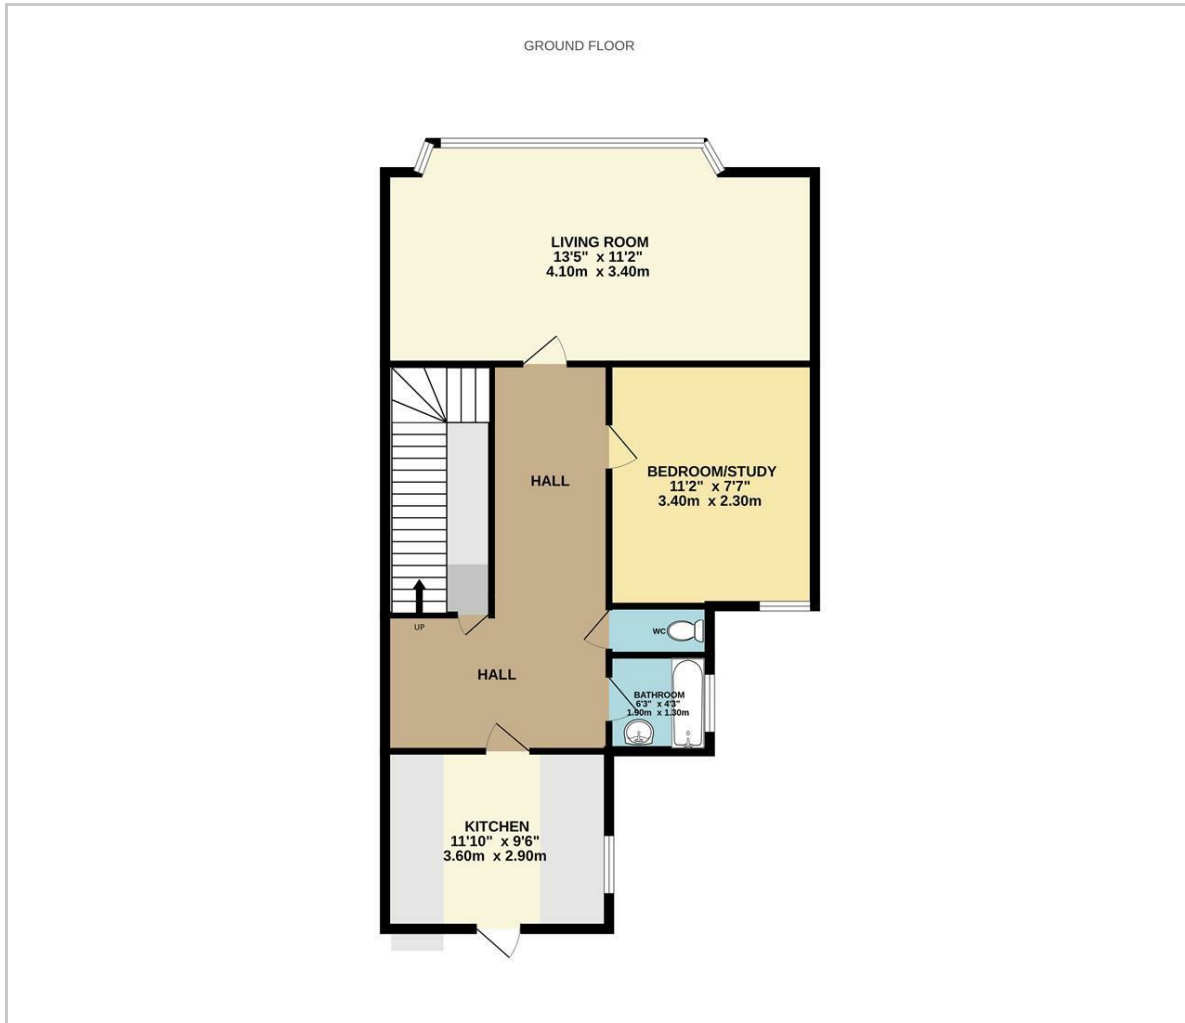 GROUND FLOOR
LIVING ROOM
13'5" x 11'2"
4.10m x 3.40m
HALL
BEDROOM/STUDY
11'2" x 7'7"
3.40m x 2.30m
UP
WC
HALL
BATHROOM
6'3" x 4'3"
1.90m x 1.30m
KITCHEN
11'10" x 9'6"
3.60m x 2.90m